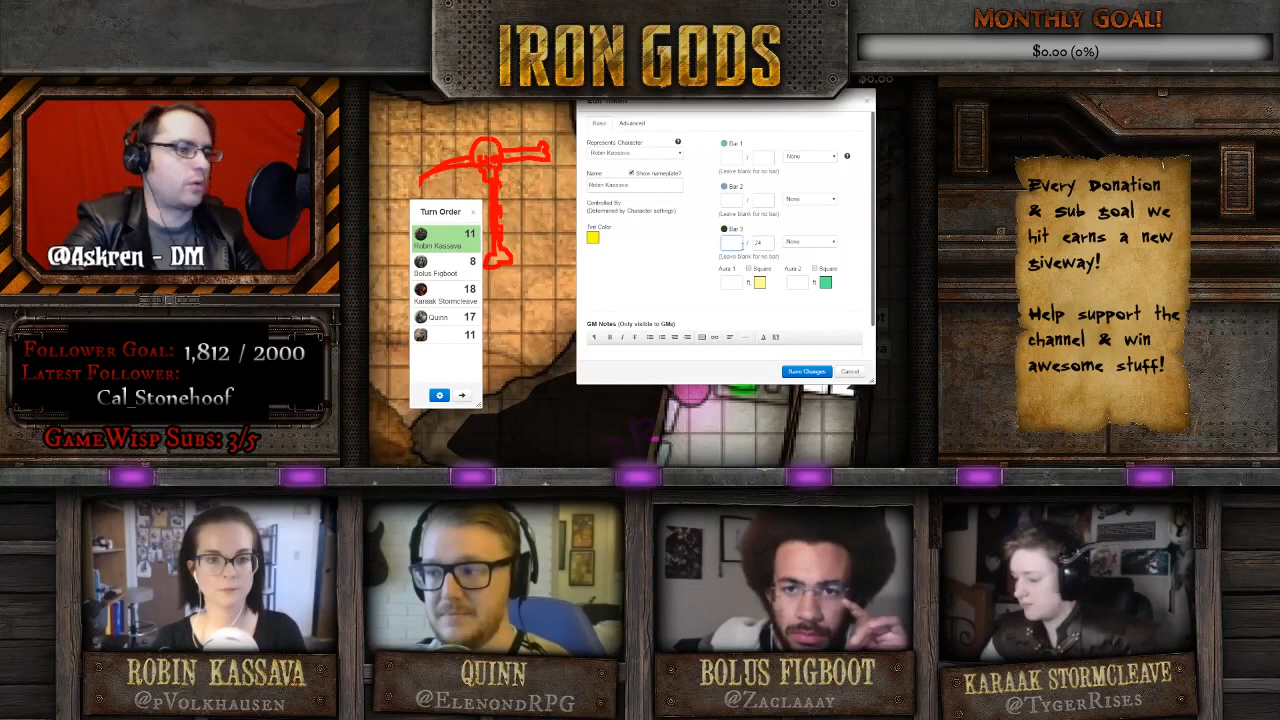 IRON GODS
MONTHLY GOAL!
$0.00 (0%)
$0.00
@Askren - DM
FOLLOWER GOAL: 1,812 / 2000
LATEST FOLLOWER:
Cal_Stonehoof
GAMEWISP SUBS: 3/5
Turn Order ×
Robin Kassava 11
Bolus Figboot 8
Karaak Stormcleave 18
Quinn 17
11
Edit Token ×
Basic Advanced
Represents Character
Robin Kassava
Name Show nameplate?
Robin Kassava
Controlled By
(Determined by Character settings)
Tint Color
Bar 1
/ None
(Leave blank for no bar)
Bar 2
/ None
(Leave blank for no bar)
Bar 3
/ 24 None
(Leave blank for no bar)
Aura 1 Square Aura 2 Square
ft. ft.
GM Notes (Only visible to GMs)
Save Changes Cancel
Every Donation
& Sub goal we
hit earns a new
giveway!
Help support the
channel & win
awesome stuff!
ROBIN KASSAVA
@PVOLKHAUSEN
QUINN
@ELENONDRPG
BOLUS FIGBOOT
@ZACLAAAY
KARAAK STORMCLEAVE
@TYGERRISES